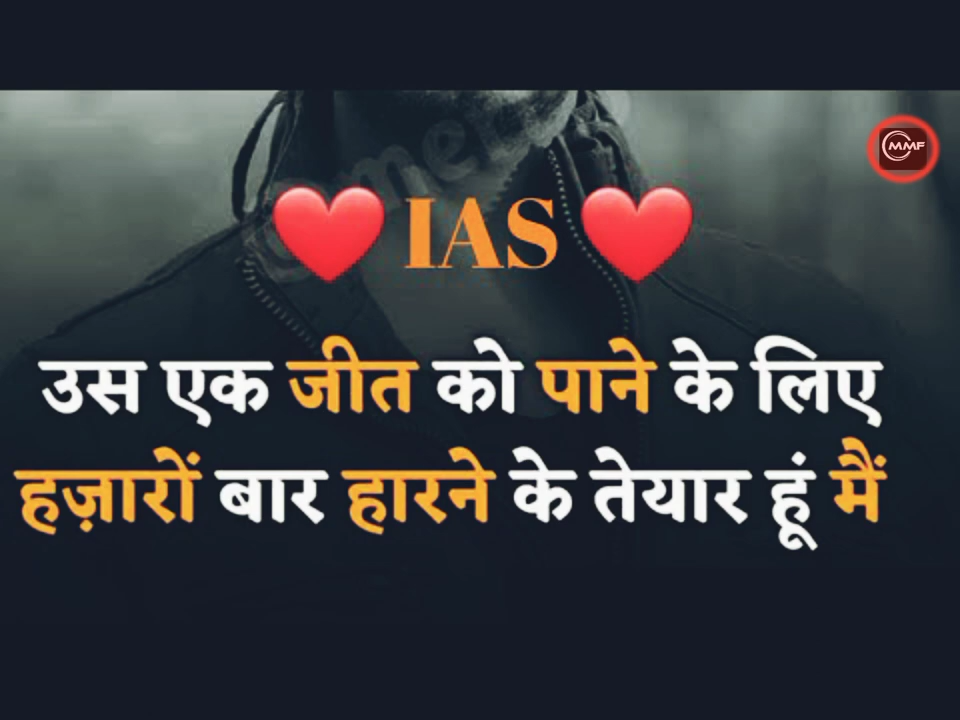 MMF
❤️ IAS ❤️
उस एक जीत को पाने के लिए
हज़ारों बार हारने के तेयार हूं मैं